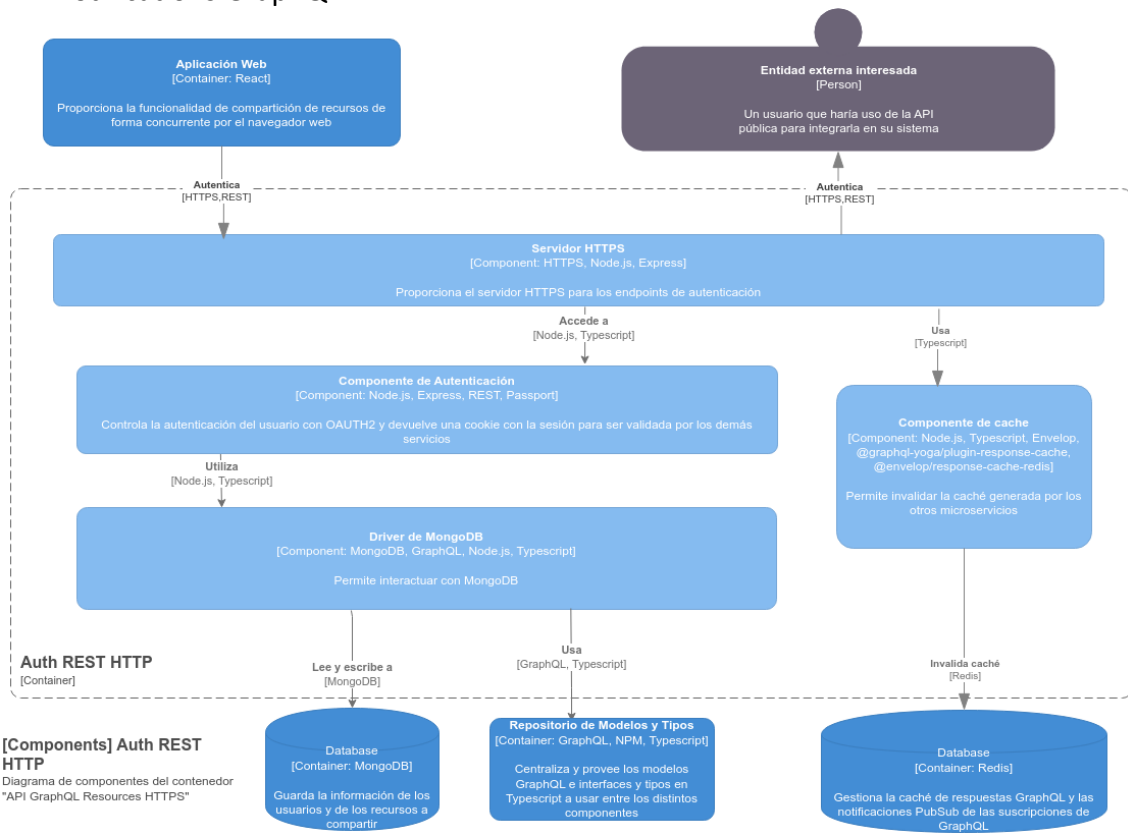 Aplicación Web
[Container: React]
Proporciona la funcionalidad de compartición de recursos de
forma concurrente por el navegador web
Entidad externa interesada
[Person]
Un usuario que haría uso de la API
pública para integrarla en su sistema
Autentica
[HTTPS,REST]
Autentica
[HTTPS,REST]
Servidor HTTPS
[Component: HTTPS, Node.js, Express]
Proporciona el servidor HTTPS para los endpoints de autenticación
Accede a
[Node.js, Typescript]
Usa
[Typescript]
Componente de Autenticación
[Component: Node.js, Express, REST, Passport]
Controla la autenticación del usuario con OAUTH2 y devuelve una cookie con la sesión para ser validada por los demás
servicios
Componente de cache
[Component: Node.js, Typescript, Envelop,
@graphql-yoga/plugin-response-cache,
@envelop/response-cache-redis]
Permite invalidar la caché generada por los
otros microservicios
Utiliza
[Node.js, Typescript]
Driver de MongoDB
[Component: MongoDB, GraphQL, Node.js, Typescript]
Permite interactuar con MongoDB
Auth REST HTTP
[Container]
Lee y escribe a
[MongoDB]
Usa
[GraphQL, Typescript]
Invalida caché
[Redis]
[Components] Auth REST
HTTP
Diagrama de componentes del contenedor
"API GraphQL Resources HTTPS"
Database
[Container: MongoDB]
Guarda la información de los
usuarios y de los recursos a
compartir
Repositorio de Modelos y Tipos
[Container: GraphQL, NPM, Typescript]
Centraliza y provee los modelos
GraphQL e interfaces y tipos en
Typescript a usar entre los distintos
componentes
Database
[Container: Redis]
Gestiona la caché de respuestas GraphQL y las
notificaciones PubSub de las suscripciones de
GraphQL